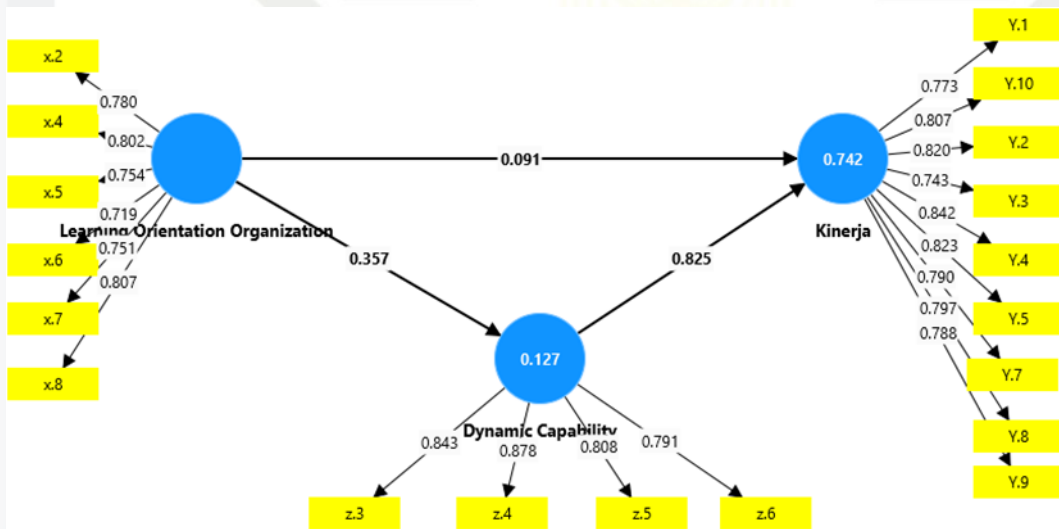 x.2
x.4
x.5
x.6
x.7
x.8
0.780
0.802
0.754
0.719
0.751
0.807
Learning Orientation Organization
0.091
0.357
0.825
0.127
Dynamic Capability
0.843
0.878
0.808
0.791
z.3
z.4
z.5
z.6
0.742
Kinerja
0.773
0.807
0.820
0.743
0.842
0.823
0.790
0.797
0.788
Y.1
Y.10
Y.2
Y.3
Y.4
Y.5
Y.7
Y.8
Y.9